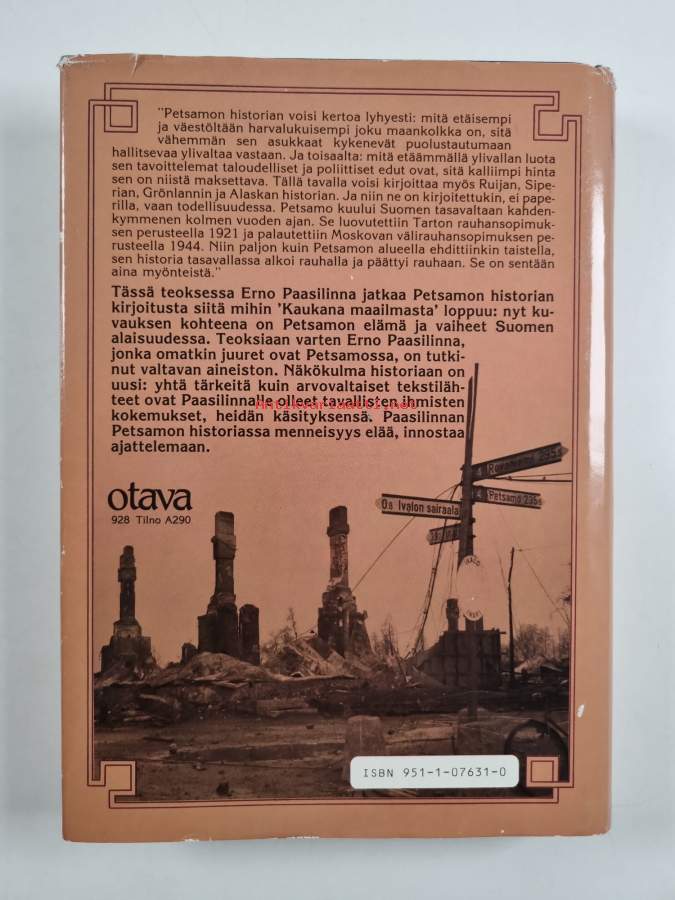 "Petsamon historian voisi kertoa lyhyesti: mitä etäisempi
ja väestöltään harvalukuisempi joku maankolkka on, sitä
vähemmän sen asukkaat kykenevät puolustautumaan
hallitsevaa ylivaltaa vastaan. Ja toisaalta: mitä etäämmällä ylivallan luota
sen tavoittelemat taloudelliset ja poliittiset edut ovat, sitä kalliimpi hinta
sen on niistä maksettava. Tällä tavalla voisi kirjoittaa myös Ruijan, Sipe-
rian, Grönlannin ja Alaskan historian. Ja niin ne on kirjoitettukin, ei pape-
rilla, vaan todellisuudessa. Petsamo kuului Suomen tasavaltaan kahden-
kymmenen kolmen vuoden ajan. Se luovutettiin Tarton rauhansopimuk-
sen perusteella 1921 ja palautettiin Moskovan välirauhansopimuksen pe-
rusteella 1944. Niin paljon kuin Petsamon alueella ehdittiinkin taistella,
sen historia tasavallassa alkoi rauhalla ja päättyi rauhaan. Se on sentään
aina myönteistä."
Tässä teoksessa Erno Paasilinna jatkaa Petsamon historian
kirjoitusta siitä mihin 'Kaukana maailmasta' loppuu: nyt ku-
vauksen kohteena on Petsamon elämä ja vaiheet Suomen
alaisuudessa. Teoksiaan varten Erno Paasilinna,
jonka omatkin juuret ovat Petsamossa, on tutki-
nut valtavan aineiston. Näkökulma historiaan on
uusi: yhtä tärkeitä kuin arvovaltaiset tekstiläh-
teet ovat Paasilinnalle olleet tavallisten ihmisten
kokemukset, heidän käsityksensä. Paasilinnan
Petsamon historiassa menneisyys elää, innostaa
ajattelemaan.
Antikvariaatti.net
otava
928 Tilno A290
4 Rovaniemi 295
4 Petsamo 235
Os Ivalon sairaala
ISBN 951-1-07631-0